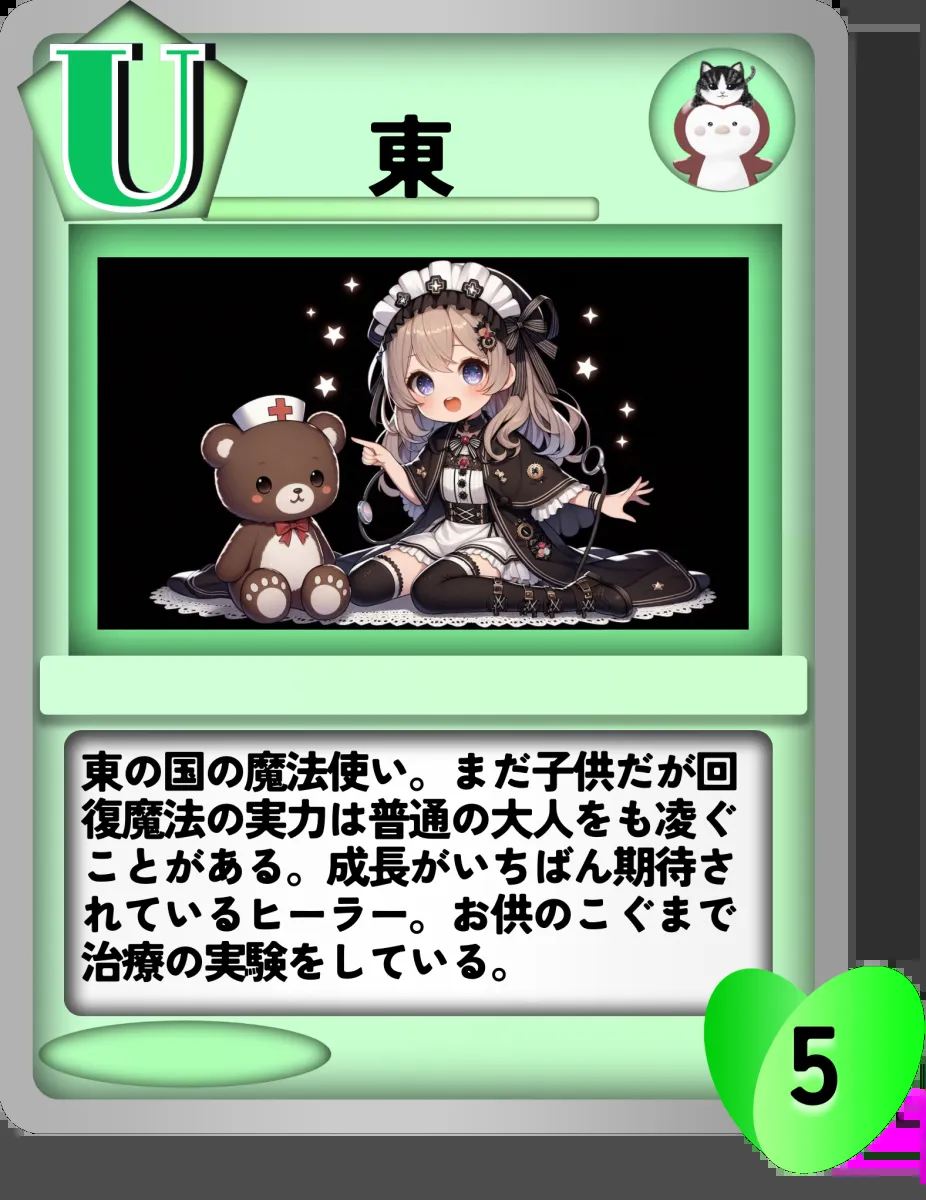 U
東
東の国の魔法使い。まだ子供だが回
復魔法の実力は普通の大人をも凌ぐ
ことがある。成長がいちばん期待さ
れているヒーラー。お供のこぐまで
治療の実験をしている。
5